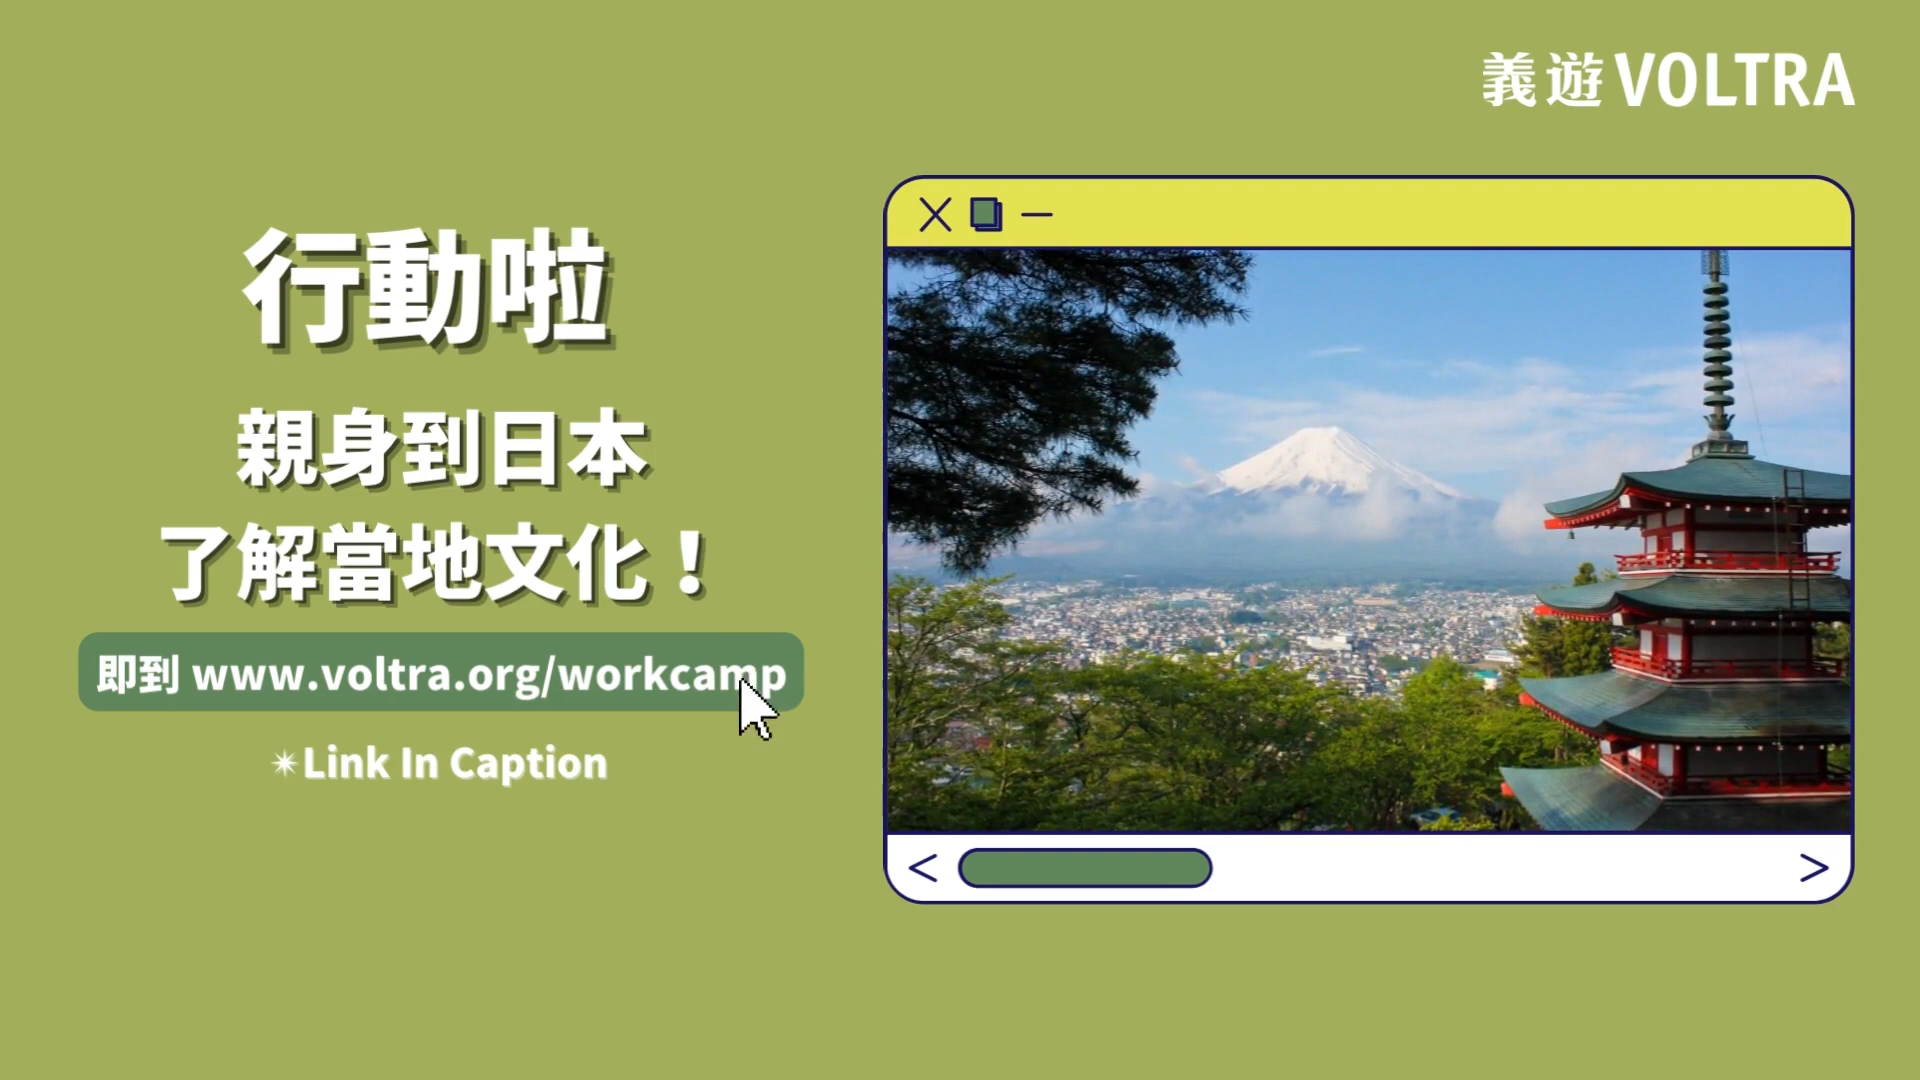 義遊VOLTRA
行動啦
親身到日本
了解當地文化！
即到 www.voltra.org/workcamp
✴Link In Caption